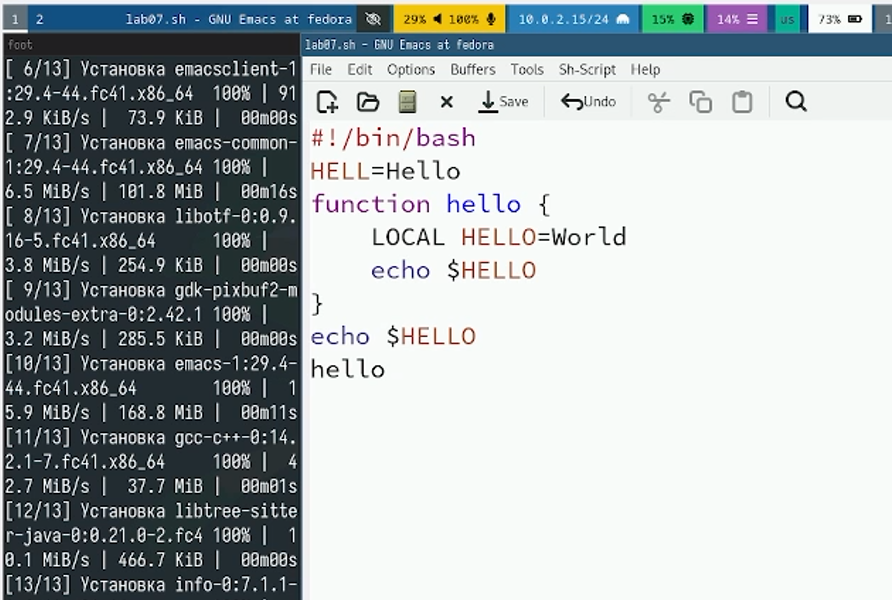 1 2 lab07.sh - GNU Emacs at fedora 29% 100% 10.0.2.15/24 15% 14% us 73%
foot
[ 6/13] Установка emacsclient-1
:29.4-44.fc41.x86_64 100% | 91
2.9 KiB/s | 73.9 KiB | 00m00s
[ 7/13] Установка emacs-common-
1:29.4-44.fc41.x86_64 100% |
6.5 MiB/s | 101.8 MiB | 00m16s
[ 8/13] Установка libotf-0:0.9.
16-5.fc41.x86_64 100% |
3.8 MiB/s | 254.9 KiB | 00m00s
[ 9/13] Установка gdk-pixbuf2-m
odules-extra-0:2.42.1 100% |
3.2 MiB/s | 285.5 KiB | 00m00s
[10/13] Установка emacs-1:29.4-
44.fc41.x86_64 100% | 1
5.9 MiB/s | 168.8 MiB | 00m11s
[11/13] Установка gcc-c++-0:14.
2.1-7.fc41.x86_64 100% | 4
2.7 MiB/s | 37.7 MiB | 00m01s
[12/13] Установка libtree-sitte
r-java-0:0.21.0-2.fc4 100% | 1
0.1 MiB/s | 466.7 KiB | 00m00s
[13/13] Установка info-0:7.1.1-
lab07.sh - GNU Emacs at fedora
File Edit Options Buffers Tools Sh-Script Help
Save Undo
#!/bin/bash
HELL=Hello
function hello {
LOCAL HELLO=World
echo $HELLO
}
echo $HELLO
hello